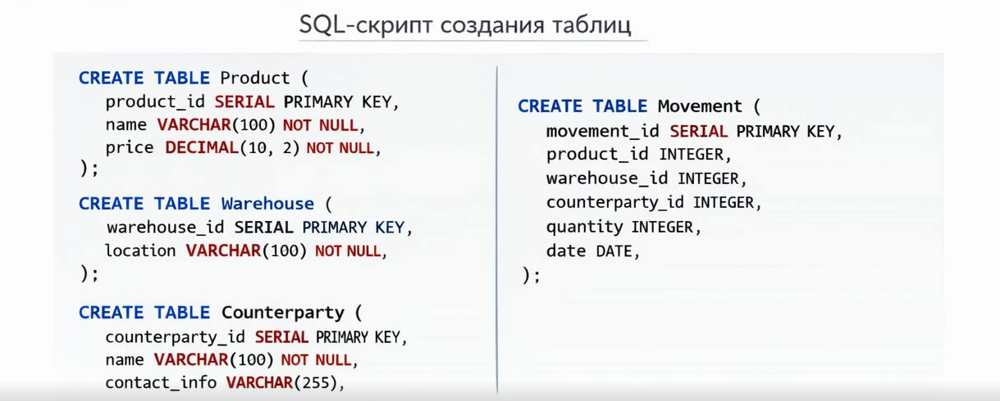 SQL-скрипт создания таблиц
CREATE TABLE Product (
product_id SERIAL PRIMARY KEY,
name VARCHAR(100) NOT NULL,
price DECIMAL(10, 2) NOT NULL,
);
CREATE TABLE Warehouse (
warehouse_id SERIAL PRIMARY KEY,
location VARCHAR(100) NOT NULL,
);
CREATE TABLE Counterparty (
counterparty_id SERIAL PRIMARY KEY,
name VARCHAR(100) NOT NULL,
contact_info VARCHAR(255),
CREATE TABLE Movement (
movement_id SERIAL PRIMARY KEY,
product_id INTEGER,
warehouse_id INTEGER,
counterparty_id INTEGER,
quantity INTEGER,
date DATE,
);